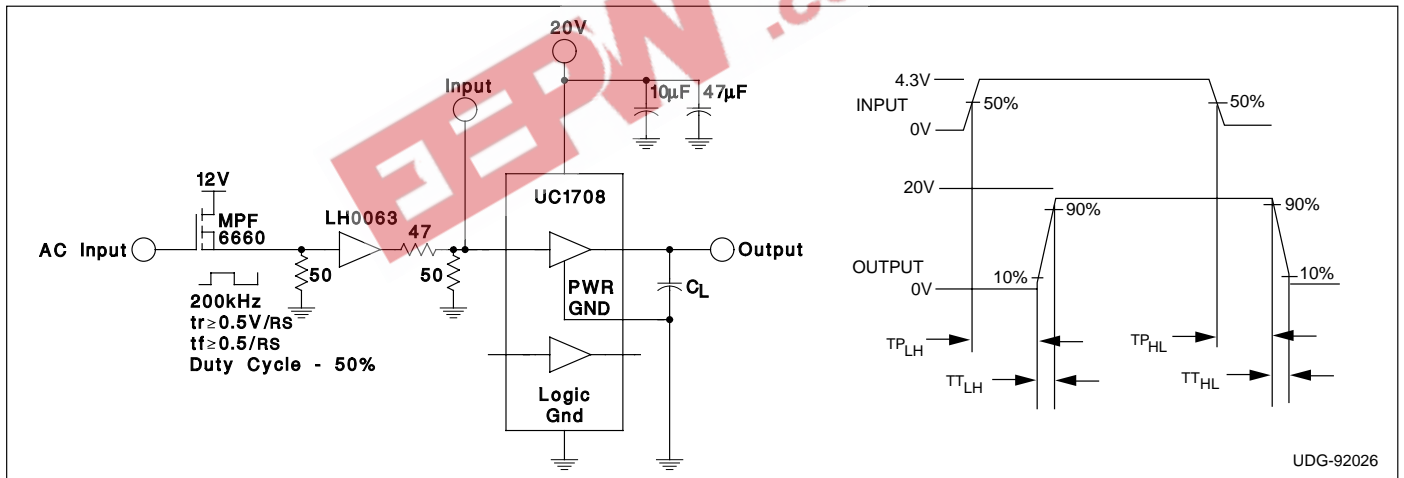 EEPW.c
20V
Input
10µF 47µF
12V
MPF
6660
LH0063
47
UC1708
AC Input
Output
50
50
PWR
GND
CL
200kHz
tr≥0.5V/RS
tf≥0.5/RS
Duty Cycle - 50%
Logic
Gnd
4.3V
INPUT
50%
50%
0V
20V
90%
90%
OUTPUT
10%
10%
0V
TPLH
TPHL
TTLH
TTHL
UDG-92026